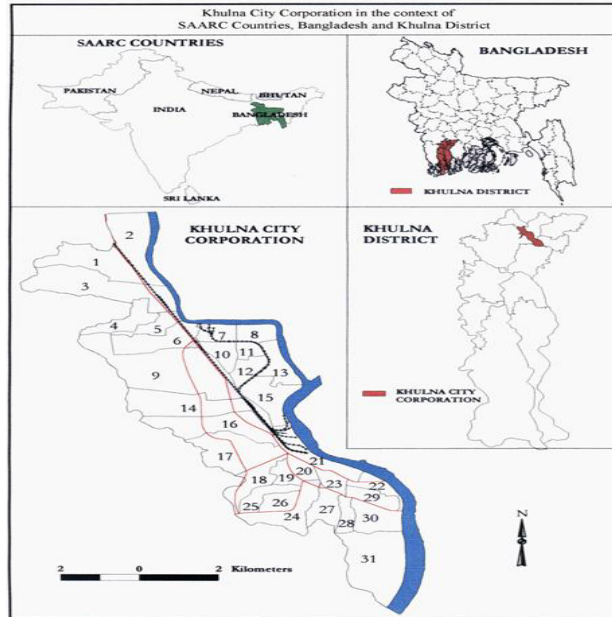 Khulna City Corporation in the context of
SAARC Countries, Bangladesh and Khulna District
SAARC COUNTRIES
PAKISTAN
NEPAL
BHUTAN
INDIA
BANGLADESH
SRI LANKA
BANGLADESH
KHULNA DISTRICT
KHULNA CITY
CORPORATION
2
1
3
4
5
6
7
8
10
11
9
12
13
14
15
16
17
21
18
19
20
23
22
29
25
26
24
27
28
30
31
2
0
2 Kilometers
N
KHULNA
DISTRICT
KHULNA CITY
CORPORATION